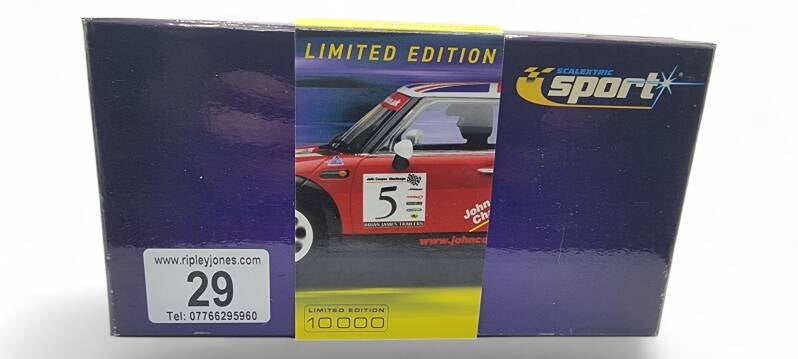 LIMITED EDITION
SCALEXTRIC
sport
John Cooper Challenge
5
BRIAN JAMES TRAILERS
John
Ch
www.johnco
www.ripleyjones.com
29
Tel: 07766295960
LIMITED EDITION
10000